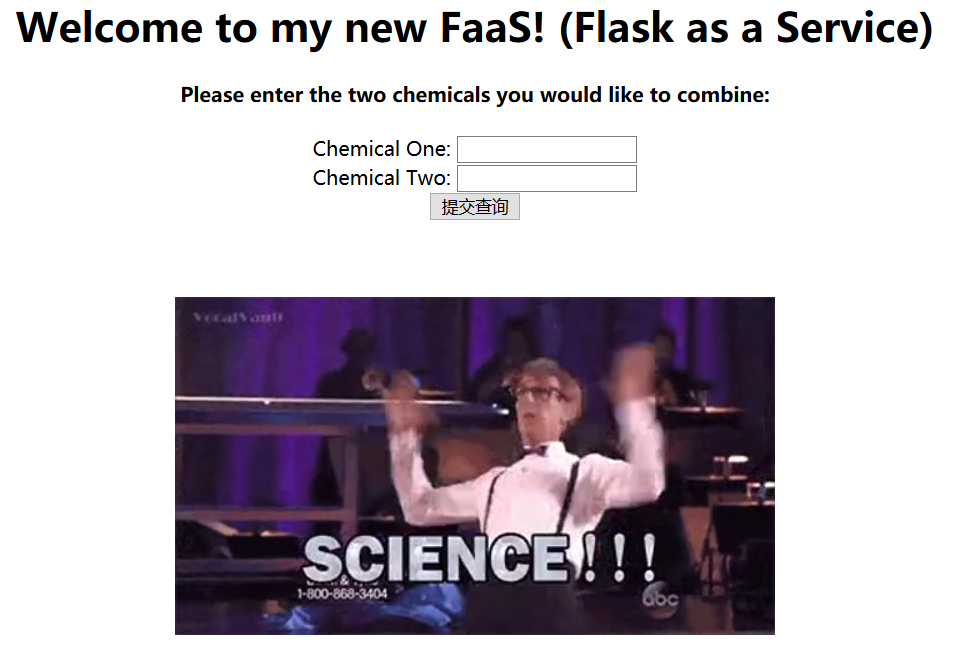 Welcome to my new FaaS! (Flask as a Service)
Please enter the two chemicals you would like to combine:
Chemical One:
Chemical Two:
提交查询
VocalVault
SCIENCE!!!
1-800-868-3404
abc